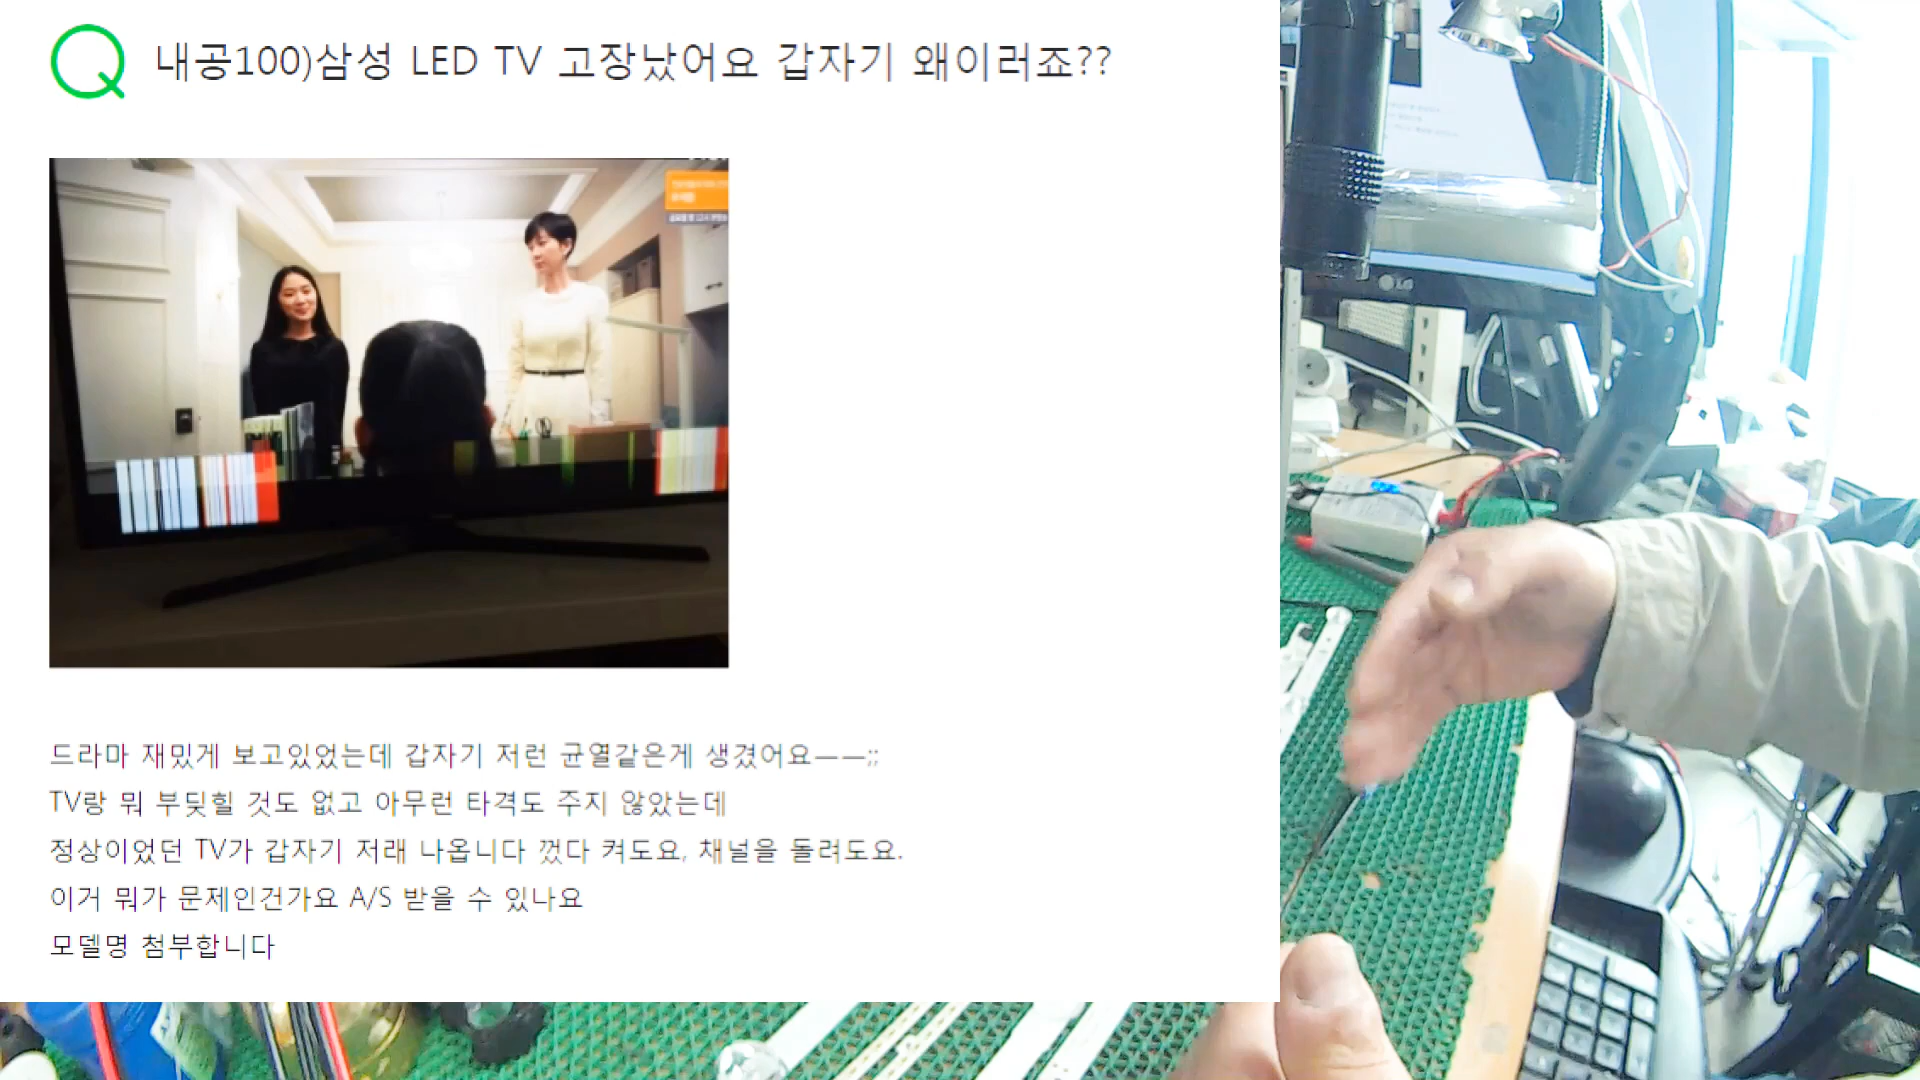 내공100)삼성 LED TV 고장났어요 갑자기 왜이러죠??
드라마 재밌게 보고있었는데 갑자기 저런 균열같은게 생겼어요——;;
TV랑 뭐 부딪힐 것도 없고 아무런 타격도 주지 않았는데
정상이었던 TV가 갑자기 저래 나옵니다 껐다 켜도요, 채널을 돌려도요.
이거 뭐가 문제인건가요 A/S 받을 수 있나요
모델명 첨부합니다
LG